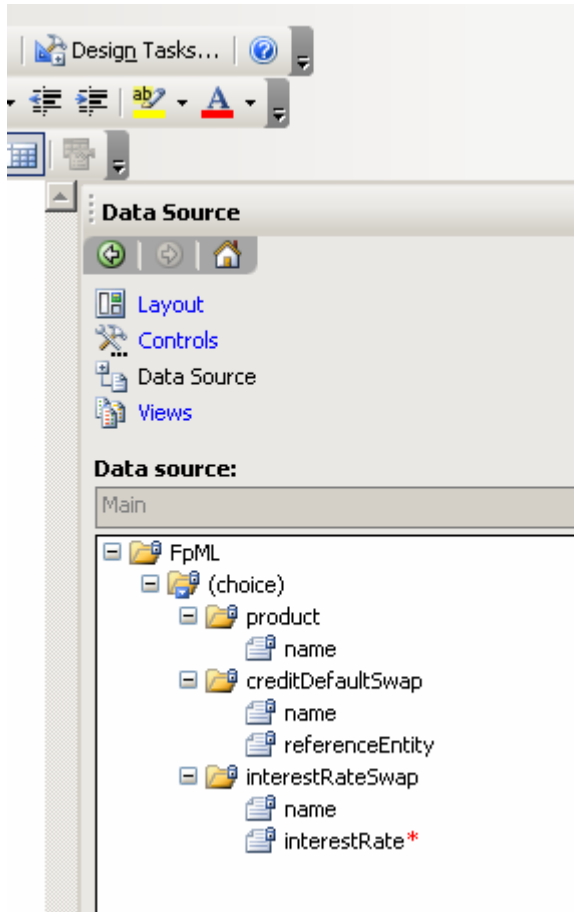 Design Tasks...
ab A
Data Source
Layout
Controls
Data Source
Views
Data source:
Main
FpML
(choice)
product
name
creditDefaultSwap
name
referenceEntity
interestRateSwap
name
interestRate*